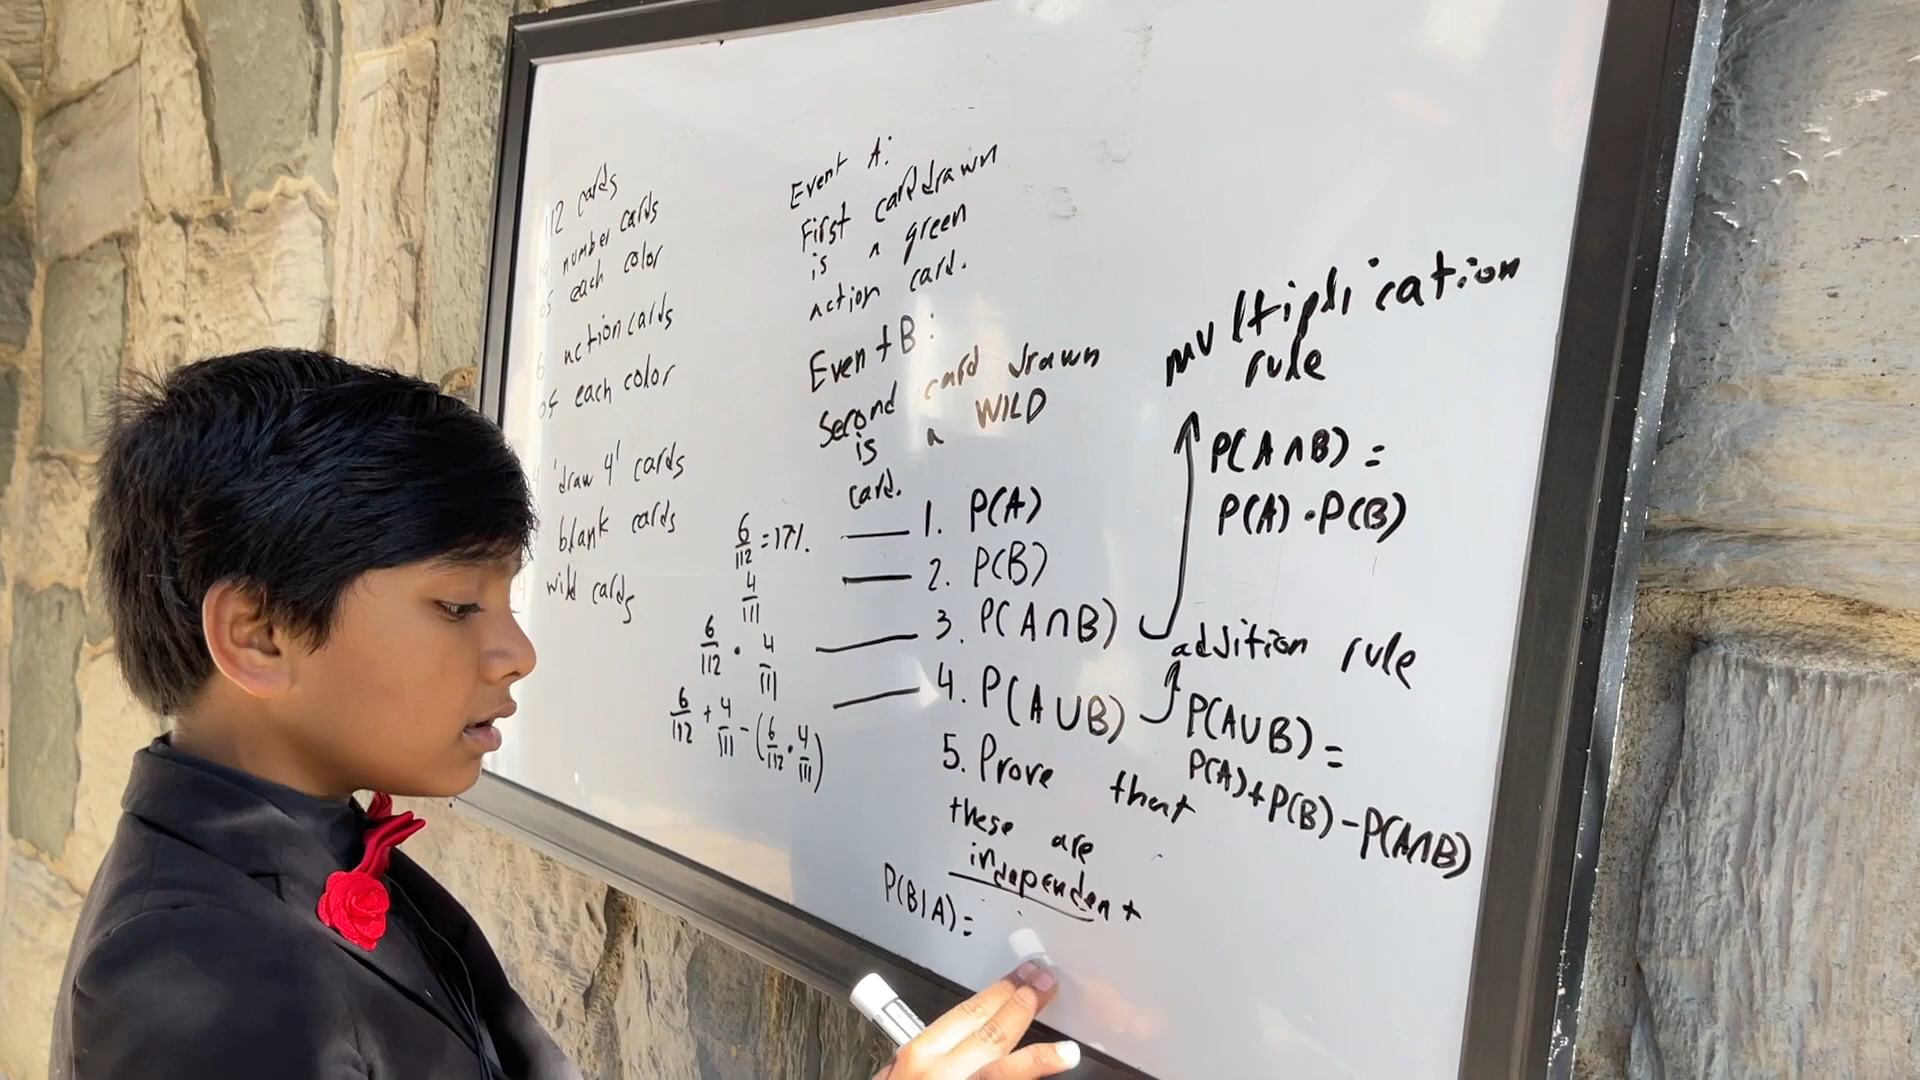 112 cards
number cards
of each color
6 action cards
of each color
4 'draw 4' cards
blank cards
wild cards
Event A:
First card drawn
is a green
action card.
Event B:
Second card drawn
is a WILD
card.
6/112 = 17%. 1. P(A)
4/111 2. P(B)
6/112 · 4/111 3. P(A∩B)
6/112 + 4/111 - (6/112 · 4/111) 4. P(A∪B)
5. Prove that
these are
independent
P(B|A)=
multiplication
rule
P(A∩B) =
P(A) · P(B)
addition rule
P(A∪B) =
P(A)+P(B)-P(A∩B)